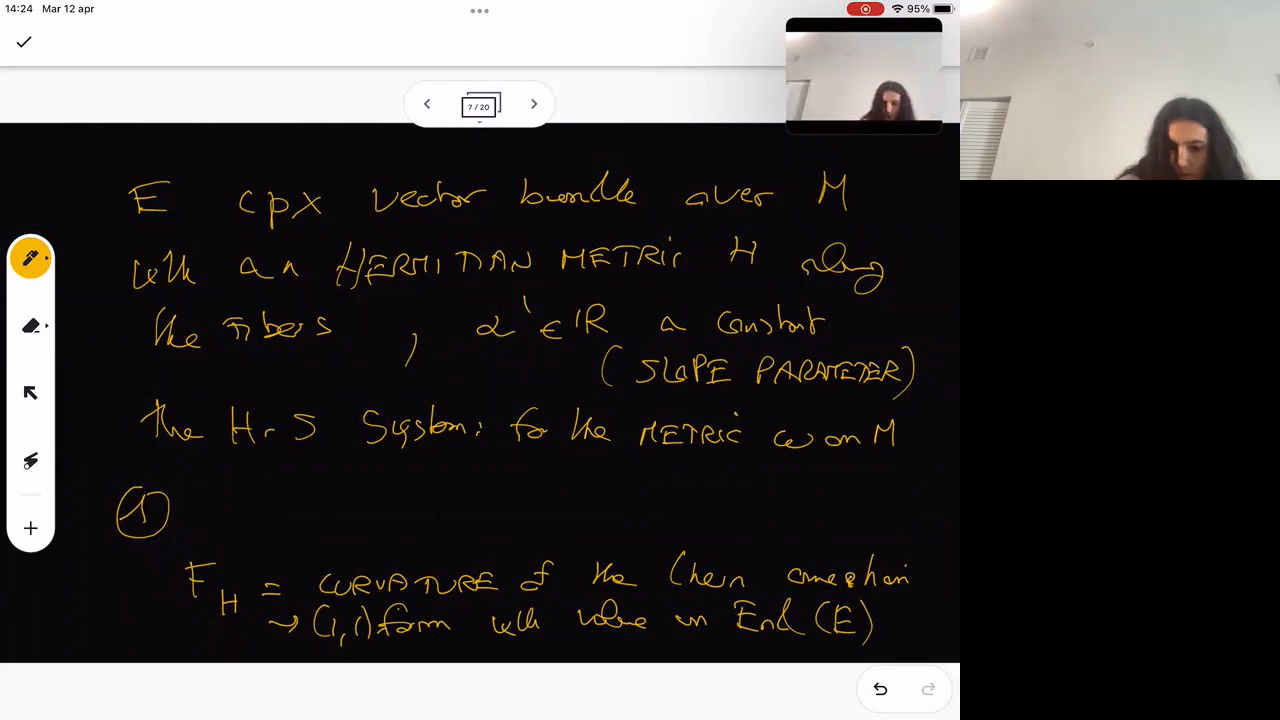 14:24 Mar 12 apr
95%
7 / 20
E cpx vector bundle over M
with an HERMITIAN METRIC H along
the fibers , α' ∈ ℝ a constant
(SLOPE PARAMETER)
the H-S System: for the METRIC ω on M
①
F_H = CURVATURE of the Chern connection
→ (1,1) form with value in End (E)